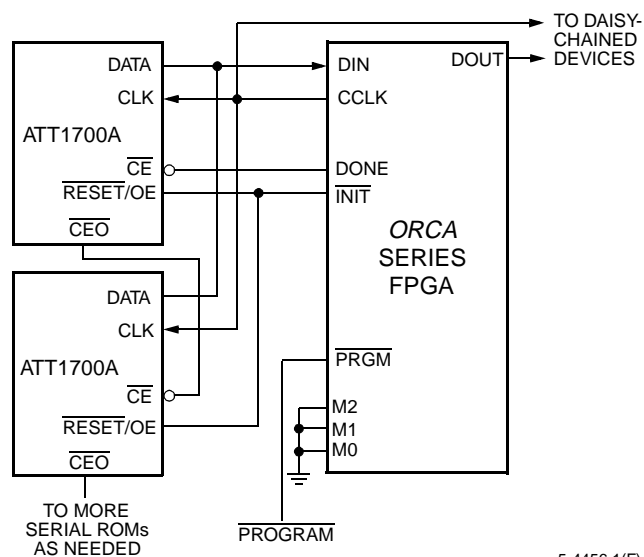 TO DAISY-
CHAINED
DEVICES
DATA
CLK
ATT1700A
CE
RESET/OE
CEO
DIN
DOUT
CCLK
DONE
INIT
ORCA
SERIES
FPGA
PRGM
M2
M1
M0
DATA
CLK
ATT1700A
CE
RESET/OE
CEO
TO MORE
SERIAL ROMs
AS NEEDED
PROGRAM